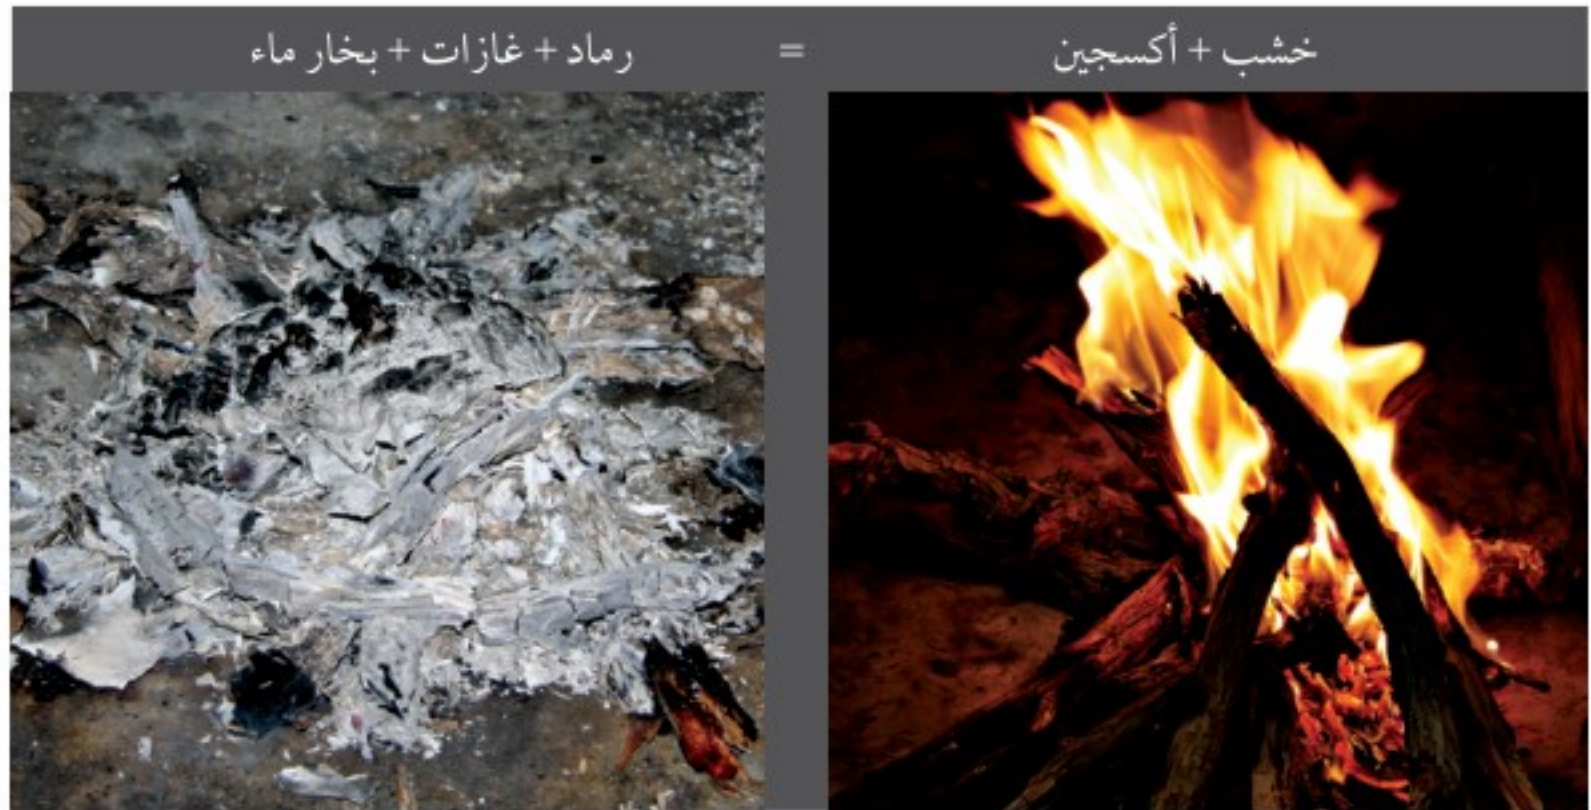 خشب + أكسجين = رماد + غازات + بخار ماء